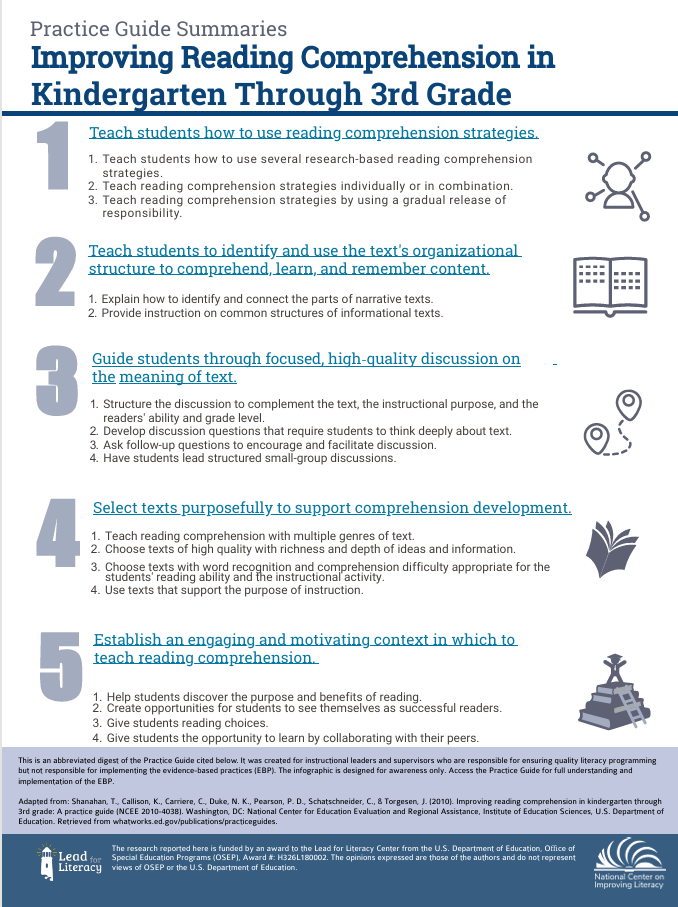 Practice Guide Summaries
Improving Reading Comprehension in
Kindergarten Through 3rd Grade
1
Teach students how to use reading comprehension strategies.
1. Teach students how to use several research-based reading comprehension
strategies.
2. Teach reading comprehension strategies individually or in combination.
3. Teach reading comprehension strategies by using a gradual release of
responsibility.
2
Teach students to identify and use the text's organizational
structure to comprehend, learn, and remember content.
1. Explain how to identify and connect the parts of narrative texts.
2. Provide instruction on common structures of informational texts.
3
Guide students through focused, high-quality discussion on
the meaning of text.
1. Structure the discussion to complement the text, the instructional purpose, and the
readers' ability and grade level.
2. Develop discussion questions that require students to think deeply about text.
3. Ask follow-up questions to encourage and facilitate discussion.
4. Have students lead structured small-group discussions.
4
Select texts purposefully to support comprehension development.
1. Teach reading comprehension with multiple genres of text.
2. Choose texts of high quality with richness and depth of ideas and information.
3. Choose texts with word recognition and comprehension difficulty appropriate for the
students' reading ability and the instructional activity.
4. Use texts that support the purpose of instruction.
5
Establish an engaging and motivating context in which to
teach reading comprehension.
1. Help students discover the purpose and benefits of reading.
2. Create opportunities for students to see themselves as successful readers.
3. Give students reading choices.
4. Give students the opportunity to learn by collaborating with their peers.
This is an abbreviated digest of the Practice Guide cited below. It was created for instructional leaders and supervisors who are responsible for ensuring quality literacy programming
but not responsible for implementing the evidence-based practices (EBP). The infographic is designed for awareness only. Access the Practice Guide for full understanding and
implementation of the EBP.
Adapted from: Shanahan, T., Callison, K., Carriere, C., Duke, N. K., Pearson, P. D., Schatschneider, C., & Torgesen, J. (2010). Improving reading comprehension in kindergarten through
3rd grade: A practice guide (NCEE 2010-4038). Washington, DC: National Center for Education Evaluation and Regional Assistance, Institute of Education Sciences, U.S. Department of
Education. Retrieved from whatworks.ed.gov/publications/practiceguides.
Lead for
Literacy
The research reported here is funded by an award to the Lead for Literacy Center from the U.S. Department of Education, Office of
Special Education Programs (OSEP), Award #: H326L180002. The opinions expressed are those of the authors and do not represent
views of OSEP or the U.S. Department of Education.
National Center on
Improving Literacy